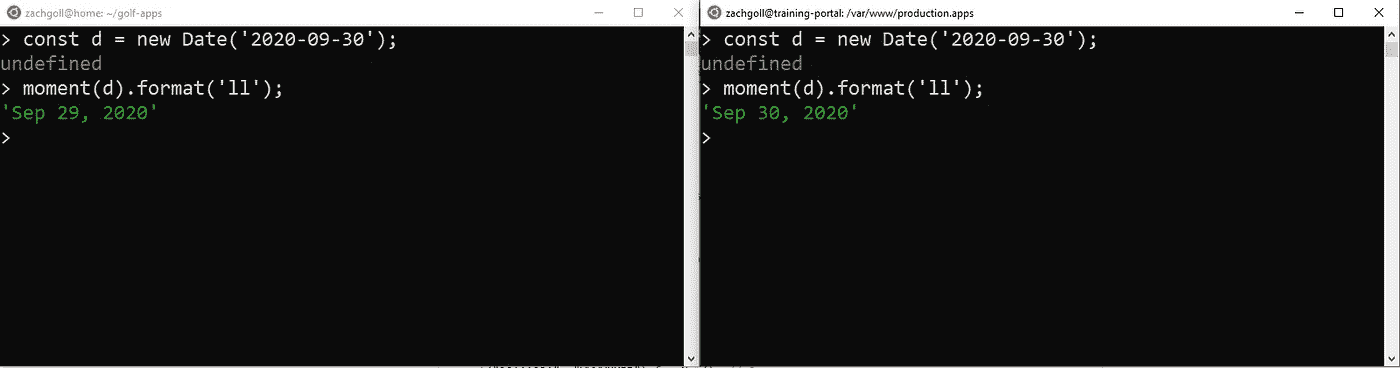 zachgoll@home: ~/golf-apps
> const d = new Date('2020-09-30');
undefined
> moment(d).format('ll');
'Sep 29, 2020'
>
zachgoll@training-portal: /var/www/production.apps
> const d = new Date('2020-09-30');
undefined
> moment(d).format('ll');
'Sep 30, 2020'
>